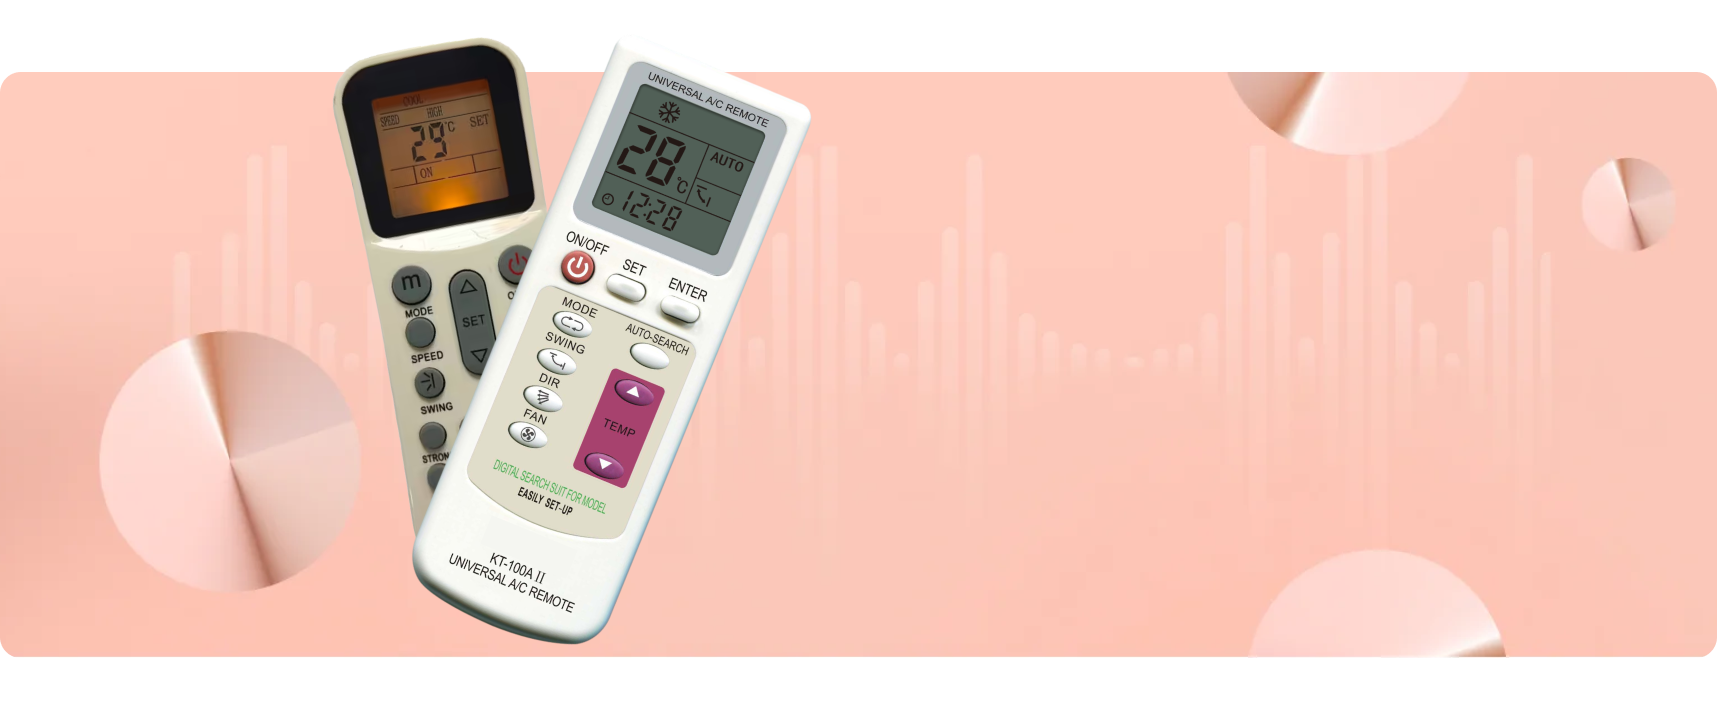 COOL
SPEED
HIGH
29°C
SET
ON
m
MODE
SET
SPEED
SWING
UNIVERSAL A/C REMOTE
28°C
AUTO
12:28
ON/OFF
SET
ENTER
MODE
AUTO-SEARCH
SWING
DIR
FAN
TEMP
DIGITAL SEARCH SUIT FOR MODEL
EASILY SET-UP
KT-100A II
UNIVERSAL A/C REMOTE